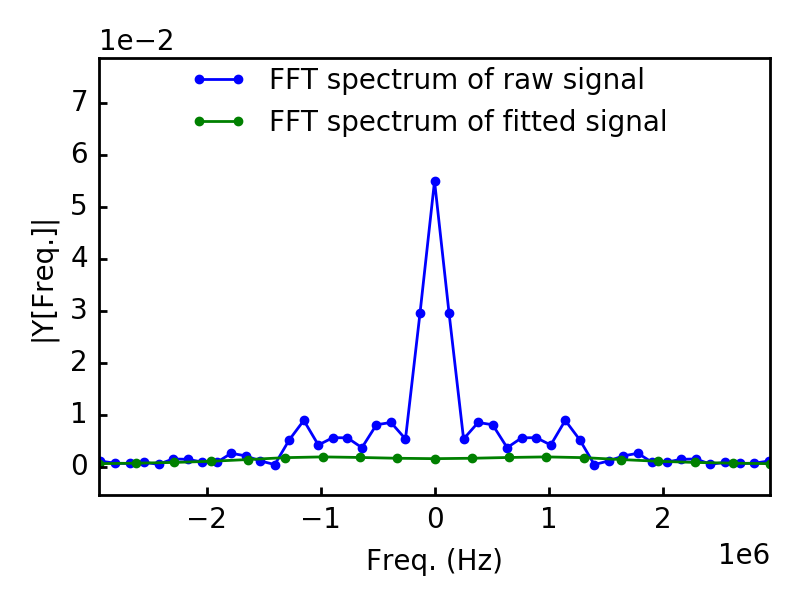 1e−2
FFT spectrum of raw signal
FFT spectrum of fitted signal
7
6
5
4
3
2
1
0
|Y[Freq.]|
−2 −1 0 1 2
1e6
Freq. (Hz)